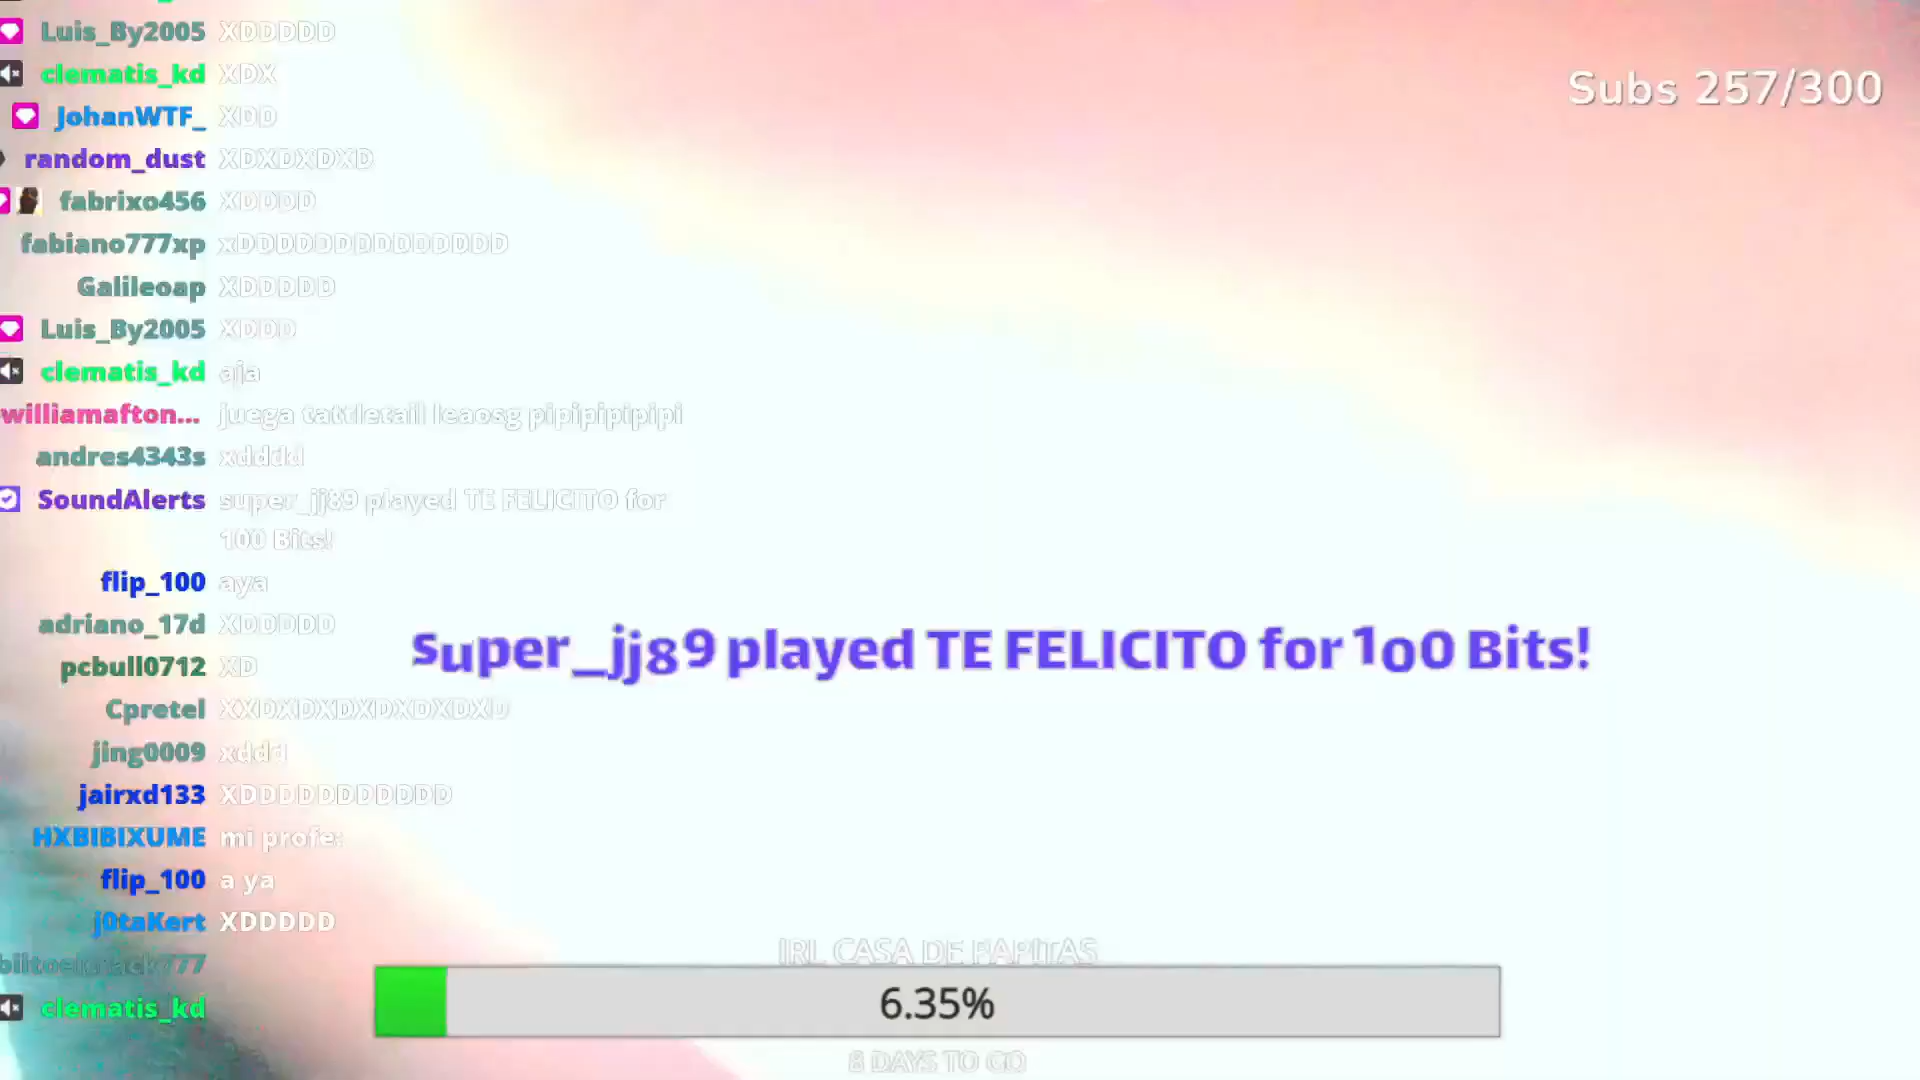 Luis_By2005 XDDDDD
clematis_kd XDX
Subs 257/300
JohanWTF_ XDD
random_dust XDXDXDXD
fabrixo456 XDDDD
fabiano777xp xDDDDDDDDDDDDDD
Galileoap XDDDDD
Luis_By2005 XDDD
clematis_kd aja
williamafton... juega tattletail leaosg pipipipipipi
andres4343s xdddd
SoundAlerts super_jj89 played TE FELICITO for
100 Bits!
flip_100 aya
adriano_17d XDDDDD
Super_jj89 played TE FELICITO for 100 Bits!
pcbull0712 XD
Cpretel XXDXDXDXDXDXDXD
jing0009 xddd
jairxd133 XDDDDDDDDDDD
HXBIBIXUME mi profe:
flip_100 a ya
j0taKert XDDDDD
IRL CASA DE FAPITAS
clematis_kd
6.35%
8 DAYS TO GO